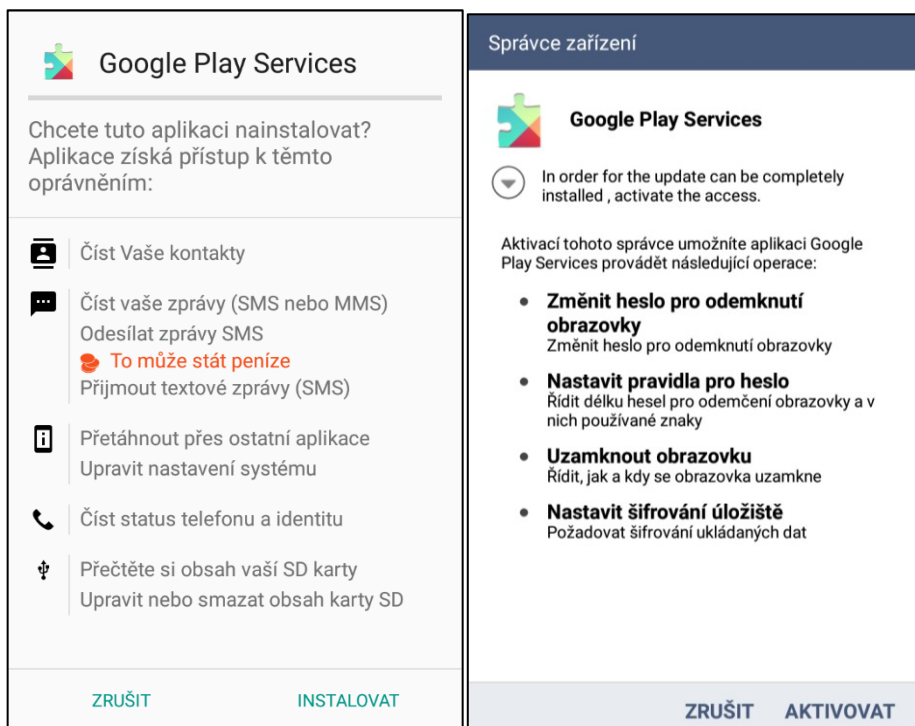 Google Play Services
Chcete tuto aplikaci nainstalovat?
Aplikace získá přístup k těmto
oprávněním:
Číst Vaše kontakty
Číst vaše zprávy (SMS nebo MMS)
Odesílat zprávy SMS
To může stát peníze
Přijmout textové zprávy (SMS)
Přetáhnout přes ostatní aplikace
Upravit nastavení systému
Číst status telefonu a identitu
Přečtěte si obsah vaší SD karty
Upravit nebo smazat obsah karty SD
ZRUŠIT INSTALOVAT
Správce zařízení
Google Play Services
In order for the update can be completely
installed , activate the access.
Aktivací tohoto správce umožníte aplikaci Google
Play Services provádět následující operace:
• Změnit heslo pro odemknutí
obrazovky
Změnit heslo pro odemknutí obrazovky
• Nastavit pravidla pro heslo
Řídit délku hesel pro odemčení obrazovky a v
nich používané znaky
• Uzamknout obrazovku
Řídit, jak a kdy se obrazovka uzamkne
• Nastavit šifrování úložiště
Požadovat šifrování ukládaných dat
ZRUŠIT AKTIVOVAT